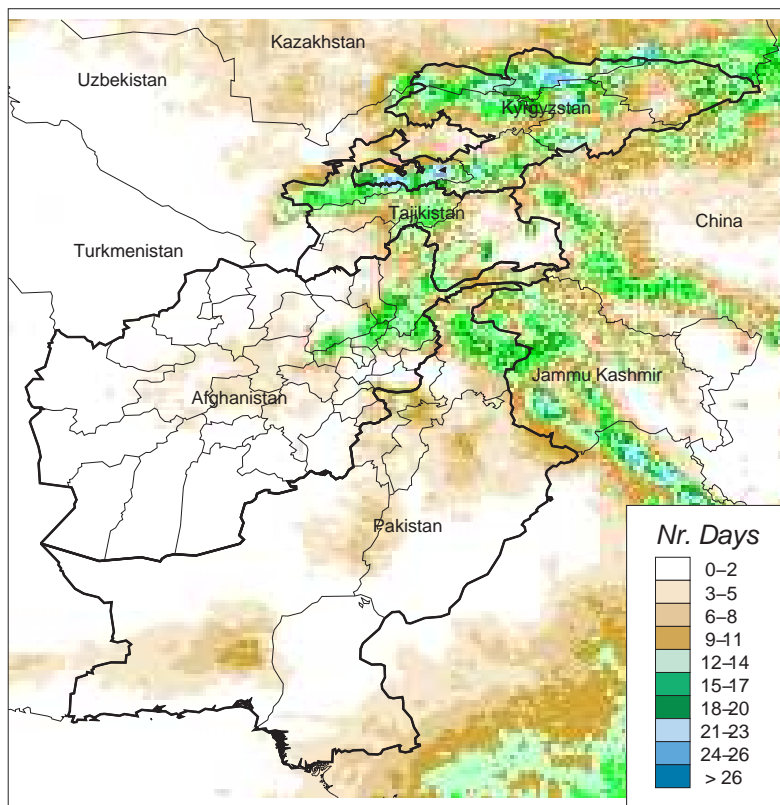 Kazakhstan
Uzbekistan
Kyrgyzstan
Tajikistan
China
Turkmenistan
Jammu Kashmir
Afghanistan
Pakistan
Nr. Days
0–2
3–5
6–8
9–11
12–14
15–17
18–20
21–23
24–26
> 26